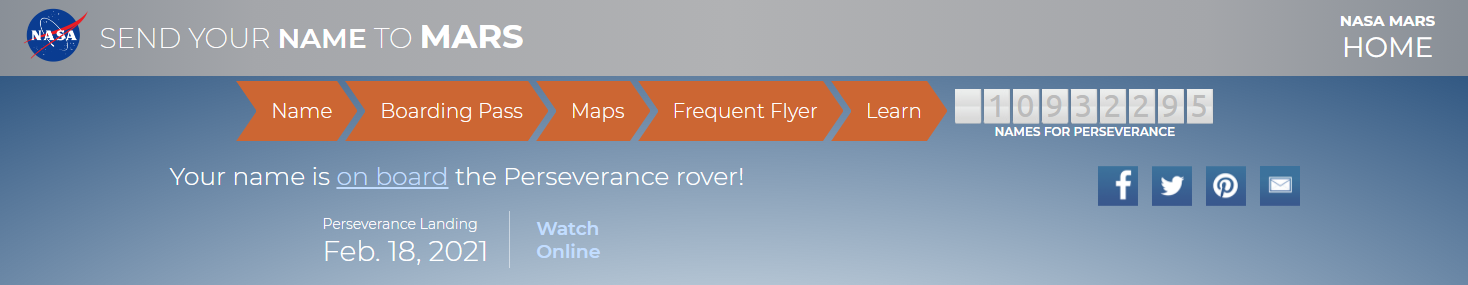 NASA
SEND YOUR NAME TO MARS
NASA MARS
HOME
Name
Boarding Pass
Maps
Frequent Flyer
Learn
10932295
NAMES FOR PERSEVERANCE
Your name is on board the Perseverance rover!
Perseverance Landing
Feb. 18, 2021
Watch
Online